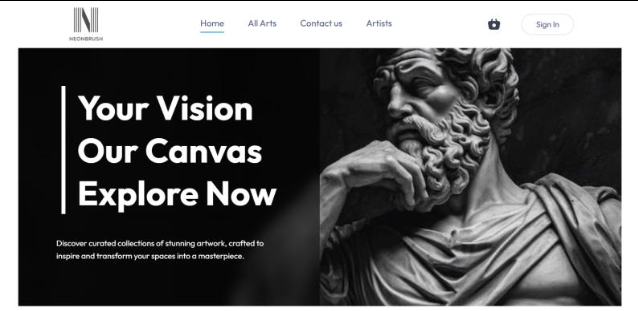 NEONBRUSH
Home
All Arts
Contact us
Artists
Sign In
Your Vision
Our Canvas
Explore Now
Discover curated collections of stunning artwork, crafted to
inspire and transform your spaces into a masterpiece.